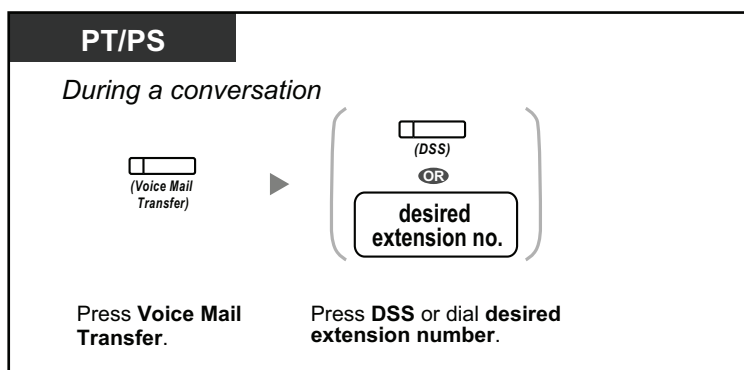 PT/PS
During a conversation
(Voice Mail
Transfer)
(DSS)
OR
desired
extension no.
Press Voice Mail
Transfer.
Press DSS or dial desired
extension number.